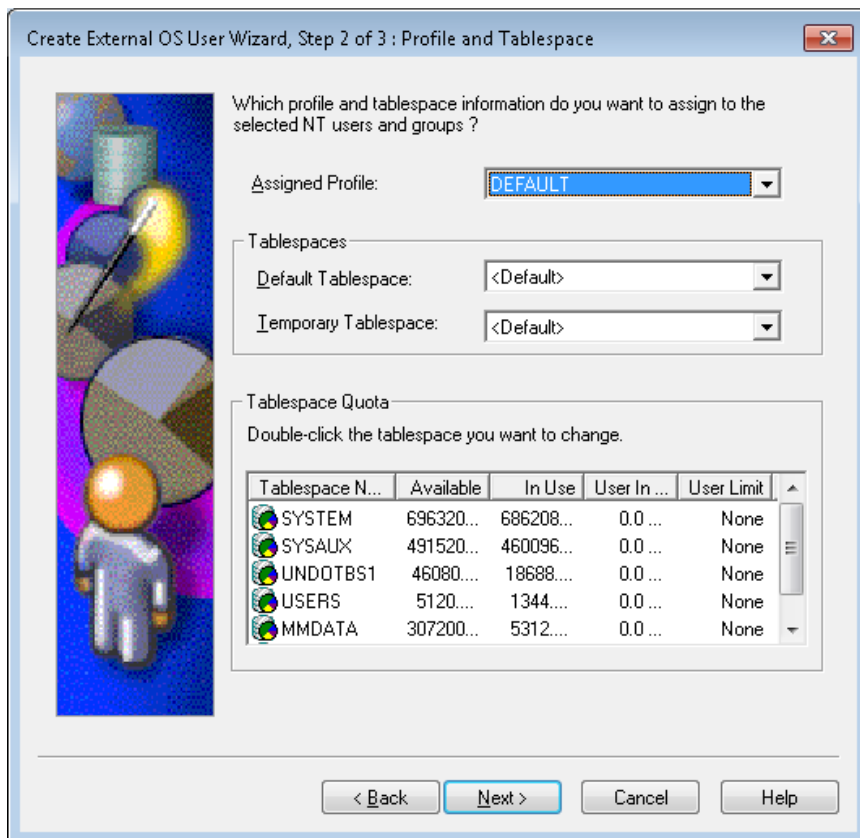 Create External OS User Wizard, Step 2 of 3 : Profile and Tablespace
Which profile and tablespace information do you want to assign to the
selected NT users and groups ?
Assigned Profile: DEFAULT
Tablespaces
Default Tablespace: <Default>
Temporary Tablespace: <Default>
Tablespace Quota
Double-click the tablespace you want to change.
Tablespace N... Available In Use User In ... User Limit
SYSTEM 696320... 686208... 0.0 ... None
SYSAUX 491520... 460096... 0.0 ... None
UNDOTBS1 46080.... 18688.... 0.0 ... None
USERS 5120.... 1344.... 0.0 ... None
MMDATA 307200... 5312.... 0.0 ... None
< Back Next > Cancel Help